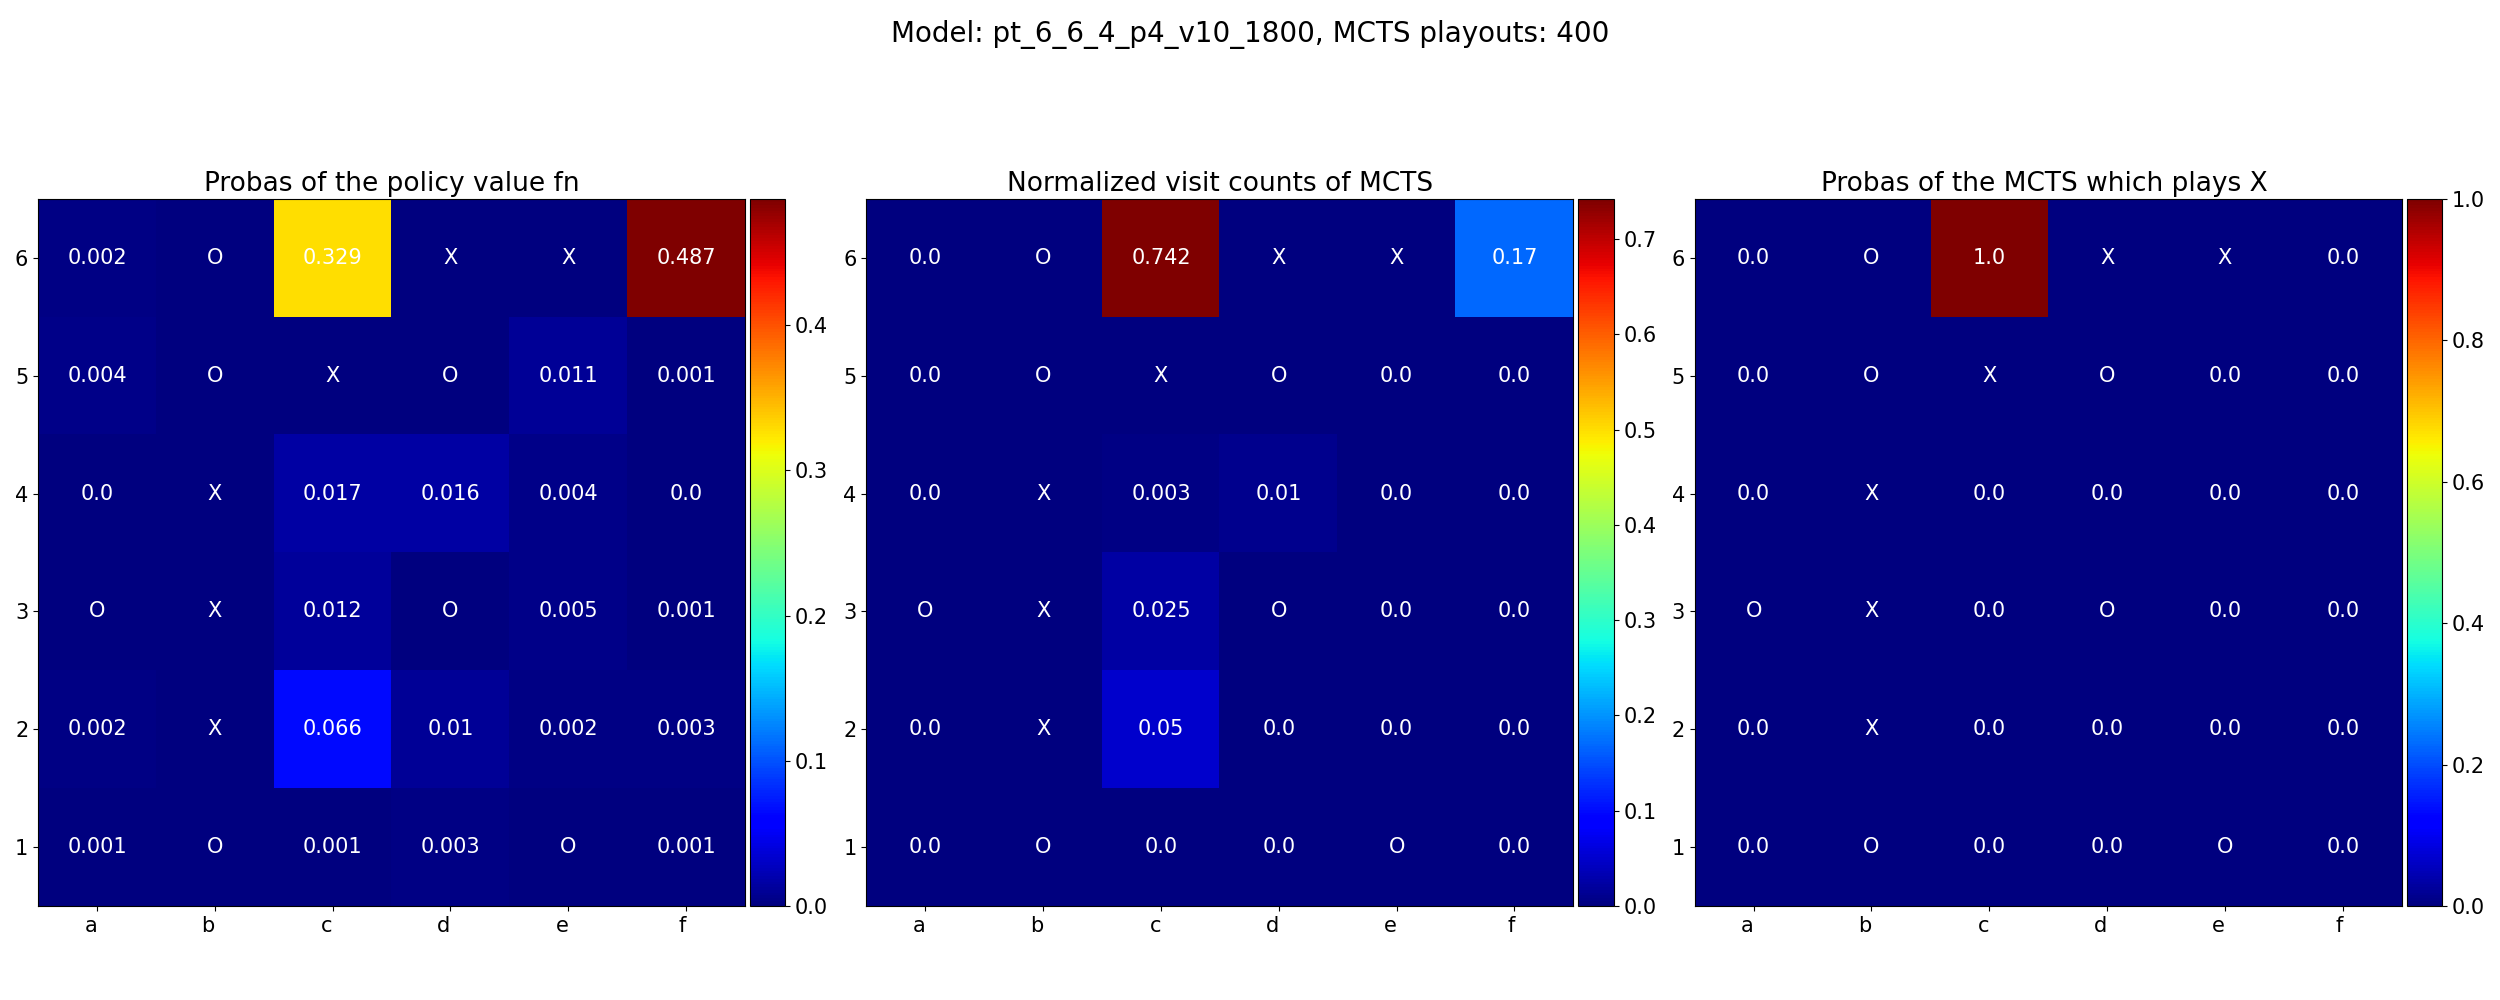 Model: pt_6_6_4_p4_v10_1800, MCTS playouts: 400
Probas of the policy value fn
6 0.002 O 0.329 X X 0.487
5 0.004 O X O 0.011 0.001
4 0.0 X 0.017 0.016 0.004 0.0
3 O X 0.012 O 0.005 0.001
2 0.002 X 0.066 0.01 0.002 0.003
1 0.001 O 0.001 0.003 O 0.001
a b c d e f
0.4
0.3
0.2
0.1
0.0
Normalized visit counts of MCTS
6 0.0 O 0.742 X X 0.17
5 0.0 O X O 0.0 0.0
4 0.0 X 0.003 0.01 0.0 0.0
3 O X 0.025 O 0.0 0.0
2 0.0 X 0.05 0.0 0.0 0.0
1 0.0 O 0.0 0.0 O 0.0
a b c d e f
0.7
0.6
0.5
0.4
0.3
0.2
0.1
0.0
Probas of the MCTS which plays X
6 0.0 O 1.0 X X 0.0
5 0.0 O X O 0.0 0.0
4 0.0 X 0.0 0.0 0.0 0.0
3 O X 0.0 O 0.0 0.0
2 0.0 X 0.0 0.0 0.0 0.0
1 0.0 O 0.0 0.0 O 0.0
a b c d e f
1.0
0.8
0.6
0.4
0.2
0.0